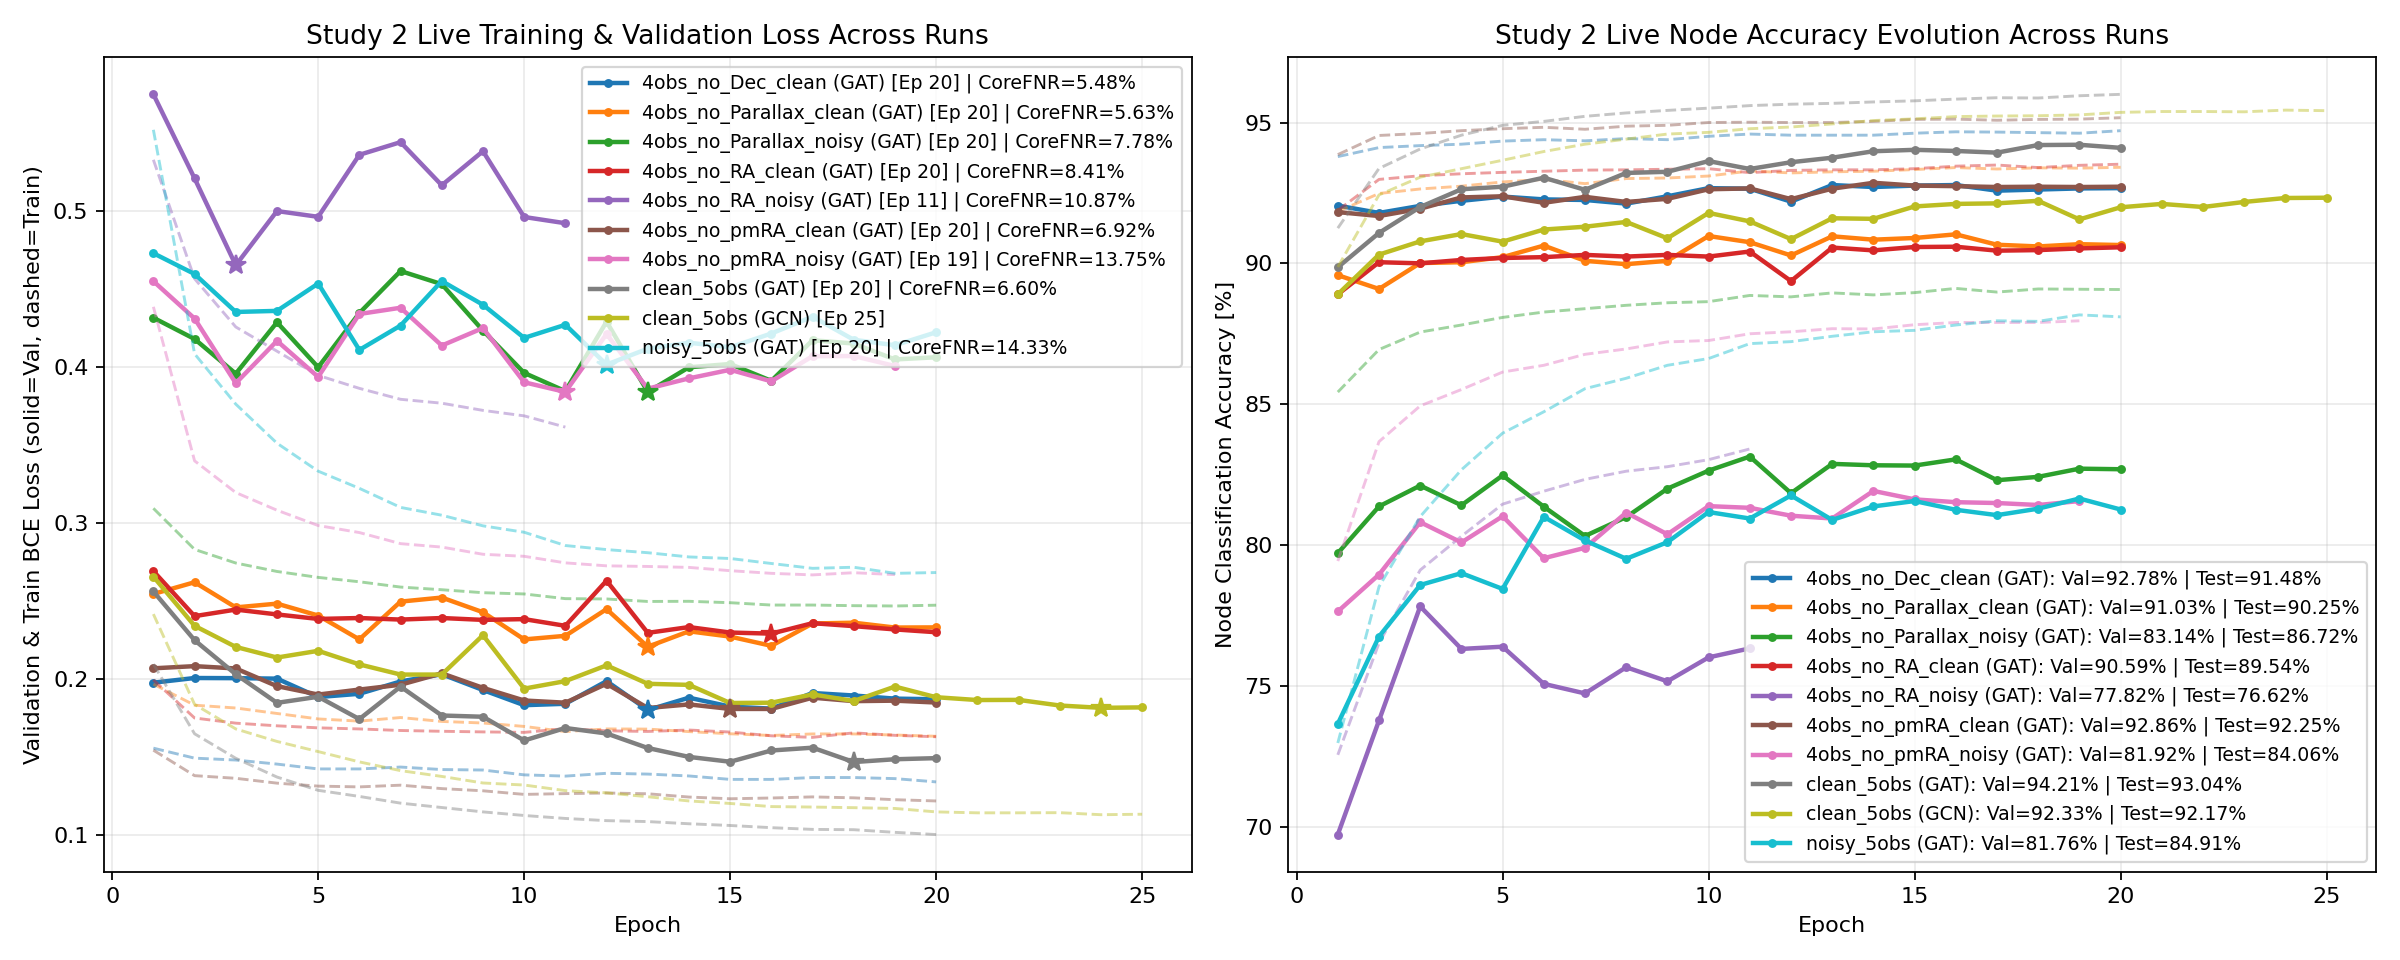 Study 2 Live Training & Validation Loss Across Runs
Validation & Train BCE Loss (solid=Val, dashed=Train)
0.5
0.4
0.3
0.2
0.1
4obs_no_Dec_clean (GAT) [Ep 20] | CoreFNR=5.48%
4obs_no_Parallax_clean (GAT) [Ep 20] | CoreFNR=5.63%
4obs_no_Parallax_noisy (GAT) [Ep 20] | CoreFNR=7.78%
4obs_no_RA_clean (GAT) [Ep 20] | CoreFNR=8.41%
4obs_no_RA_noisy (GAT) [Ep 11] | CoreFNR=10.87%
4obs_no_pmRA_clean (GAT) [Ep 20] | CoreFNR=6.92%
4obs_no_pmRA_noisy (GAT) [Ep 19] | CoreFNR=13.75%
clean_5obs (GAT) [Ep 20] | CoreFNR=6.60%
clean_5obs (GCN) [Ep 25]
noisy_5obs (GAT) [Ep 20] | CoreFNR=14.33%
0 5 10 15 20 25
Epoch
Study 2 Live Node Accuracy Evolution Across Runs
Node Classification Accuracy [%]
95
90
85
80
75
70
4obs_no_Dec_clean (GAT): Val=92.78% | Test=91.48%
4obs_no_Parallax_clean (GAT): Val=91.03% | Test=90.25%
4obs_no_Parallax_noisy (GAT): Val=83.14% | Test=86.72%
4obs_no_RA_clean (GAT): Val=90.59% | Test=89.54%
4obs_no_RA_noisy (GAT): Val=77.82% | Test=76.62%
4obs_no_pmRA_clean (GAT): Val=92.86% | Test=92.25%
4obs_no_pmRA_noisy (GAT): Val=81.92% | Test=84.06%
clean_5obs (GAT): Val=94.21% | Test=93.04%
clean_5obs (GCN): Val=92.33% | Test=92.17%
noisy_5obs (GAT): Val=81.76% | Test=84.91%
0 5 10 15 20 25
Epoch